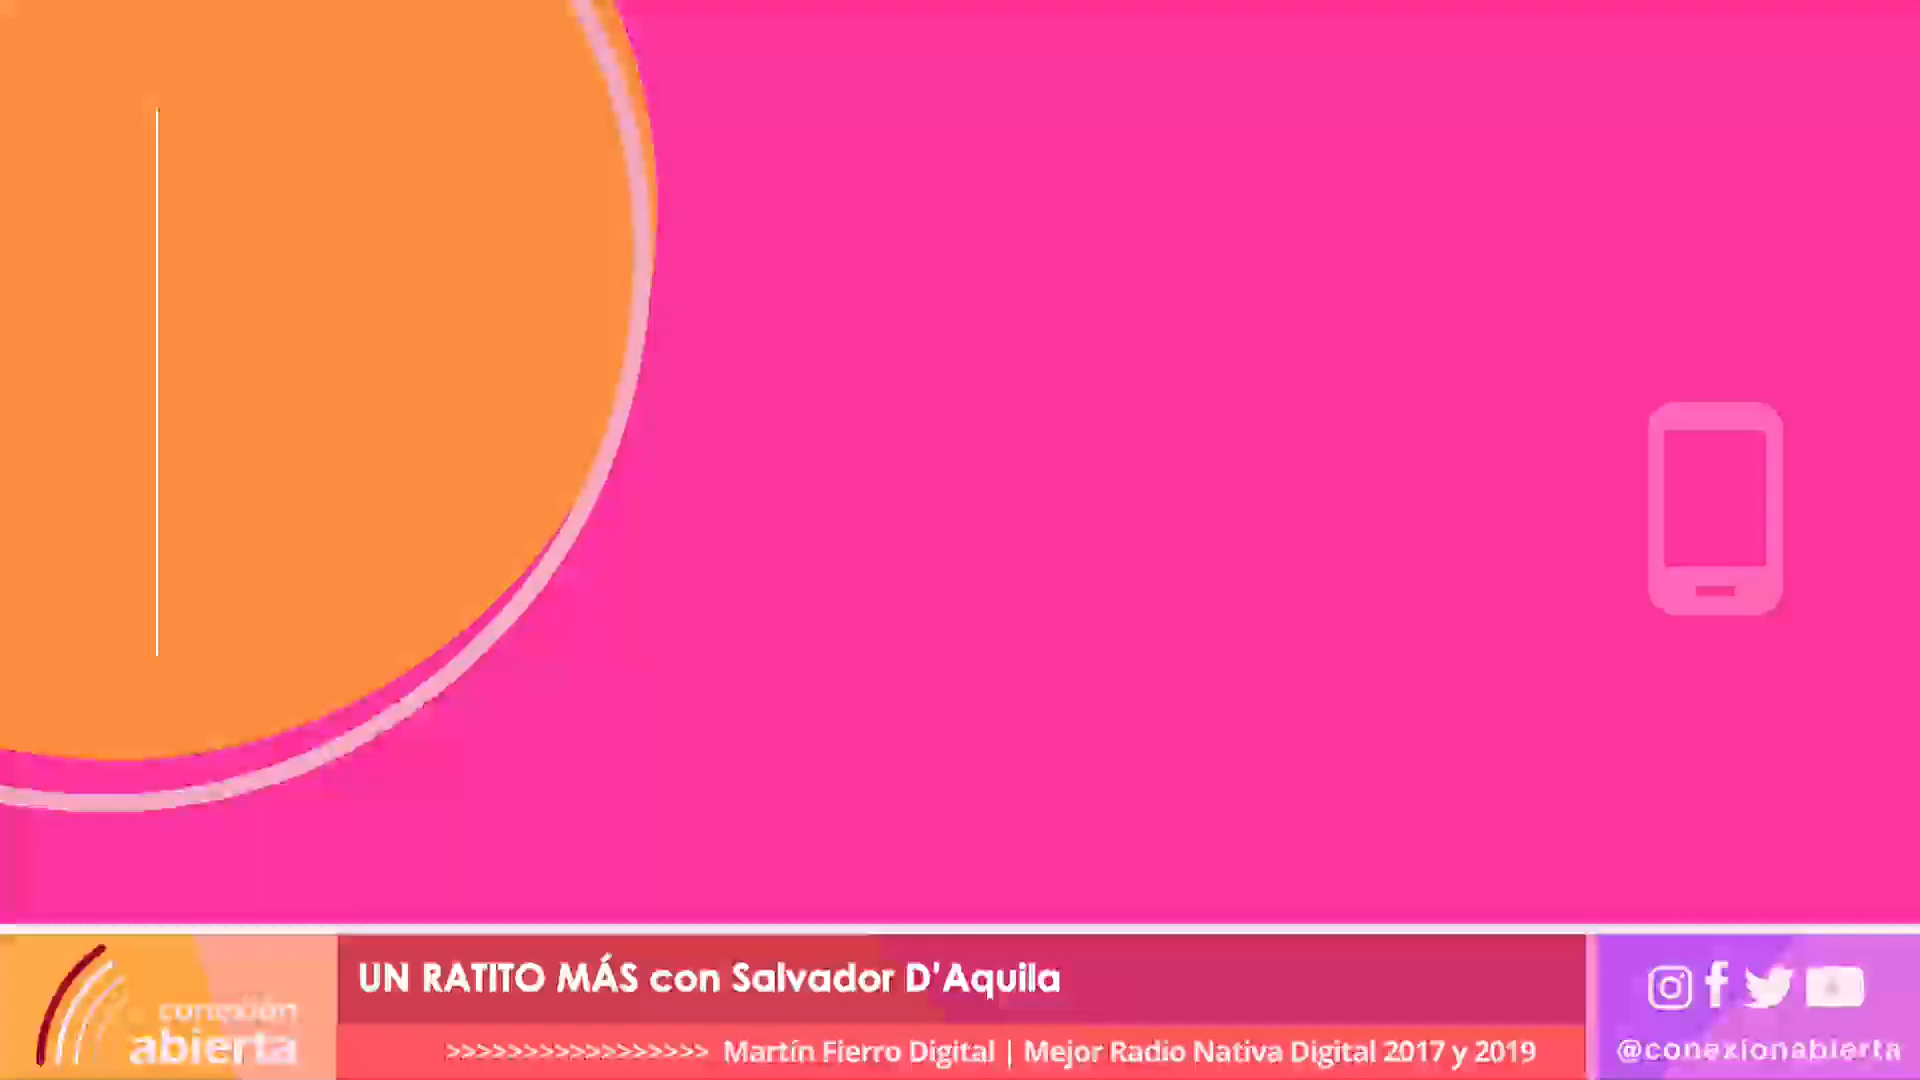 UN RATITO MÁS con Salvador D'Aquila
conexión
abierta
>>>>>>>>>>>>>>>>> Martín Fierro Digital | Mejor Radio Nativa Digital 2017 y 2019
@conexionabierta